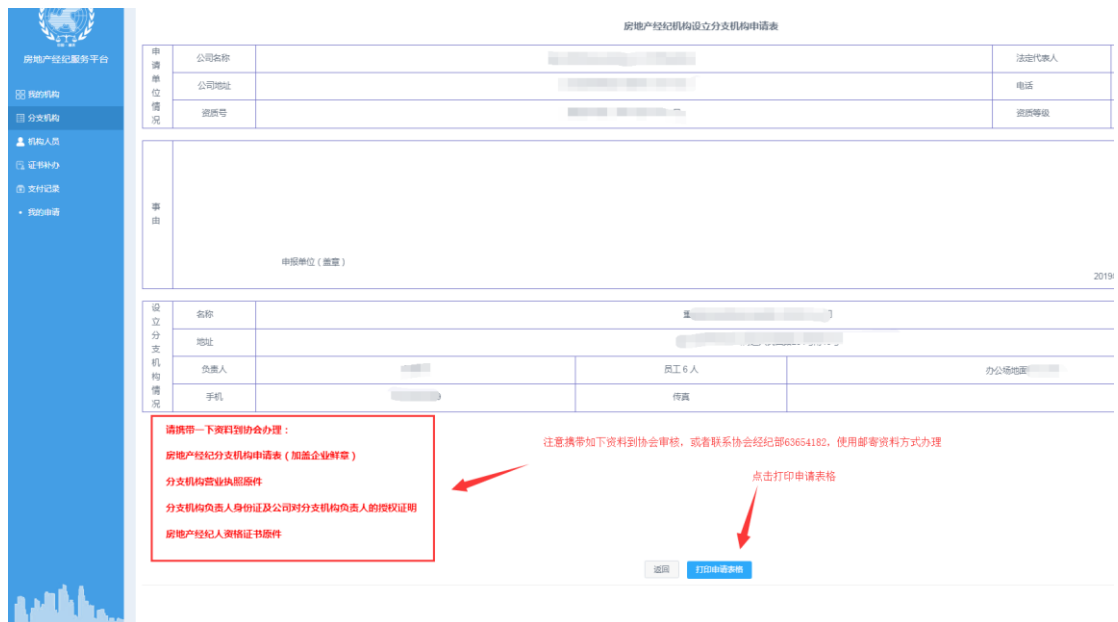 房地产经纪机构设立分支机构申请表
房地产经纪服务平台
我的机构
分支机构
机构人员
证书补办
支付记录
我的申请
申请单位情况
公司名称
法定代表人
公司地址
电话
资质号
资质等级
事由
申报单位（盖章）
2019
设立分支机构情况
名称
地址
负责人
员工6人
办公场地面
手机
传真
请携带一下资料到协会办理：
房地产经纪分支机构申请表（加盖企业鲜章）
分支机构营业执照原件
分支机构负责人身份证及公司对分支机构负责人的授权证明
房地产经纪人资格证书原件
注意携带如下资料到协会审核，或者联系协会经纪部63654182，使用邮寄资料方式办理
点击打印申请表格
返回
打印申请表格